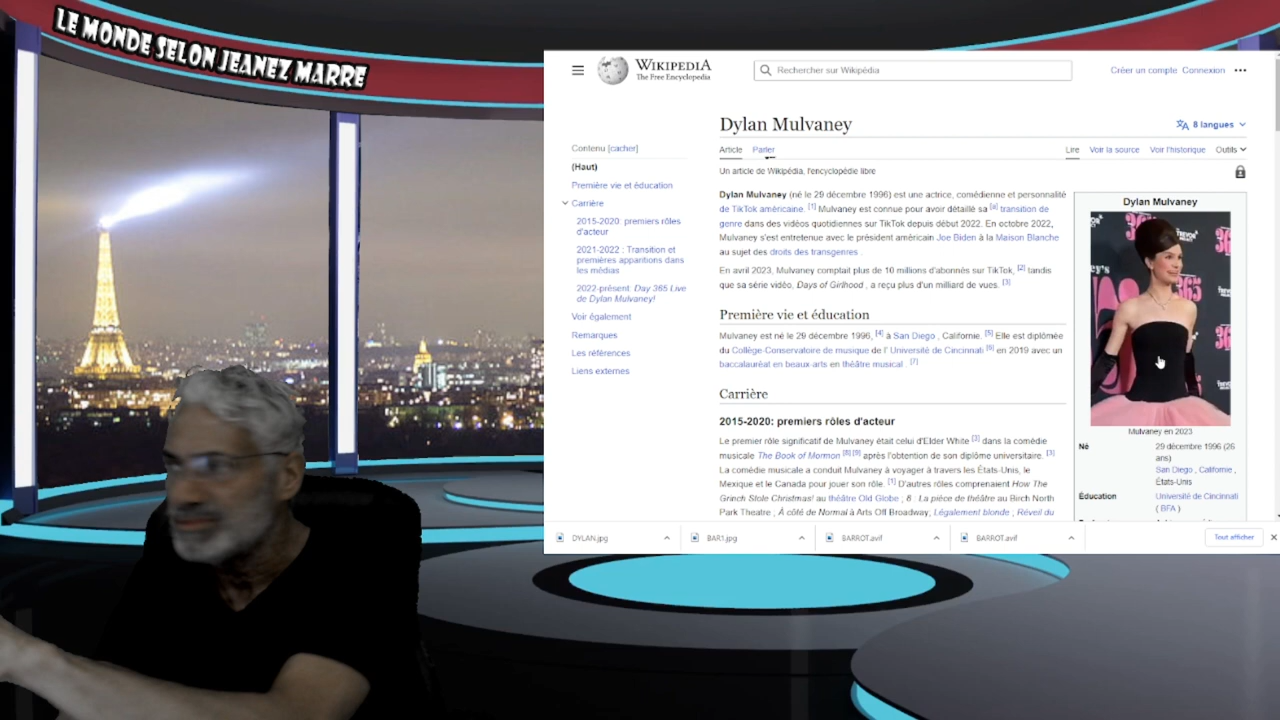 LE MONDE SELON JEANEZ MARRE
WIKIPEDIA
The Free Encyclopedia
Rechercher sur Wikipédia
Créer un compte Connexion
Dylan Mulvaney
8 langues
Contenu [cacher]
Article Parler
Lire Voir la source Voir l'historique Outils
(Haut)
Un article de Wikipédia, l'encyclopédie libre
Première vie et éducation
Carrière
2015-2020: premiers rôles
d'acteur
2021-2022 : Transition et
premières apparitions dans
les médias
2022-présent: Day 365 Live
de Dylan Mulvaney!
Voir également
Remarques
Les références
Liens externes
Dylan Mulvaney (né le 29 décembre 1996) est une actrice, comédienne et personnalité
de TikTok américaine. [1] Mulvaney est connue pour avoir détaillé sa [a] transition de
genre dans des vidéos quotidiennes sur TikTok depuis début 2022. En octobre 2022,
Mulvaney s'est entretenue avec le président américain Joe Biden à la Maison Blanche
au sujet des droits des transgenres .
En avril 2023, Mulvaney comptait plus de 10 millions d'abonnés sur TikTok, [2] tandis
que sa série vidéo, Days of Girlhood , a reçu plus d'un milliard de vues. [3]
Première vie et éducation
Mulvaney est né le 29 décembre 1996, [4] à San Diego , Californie. [5] Elle est diplômée
du Collège-Conservatoire de musique de l' Université de Cincinnati [6] en 2019 avec un
baccalauréat en beaux-arts en théâtre musical . [7]
Carrière
2015-2020: premiers rôles d'acteur
Le premier rôle significatif de Mulvaney était celui d'Elder White [3] dans la comédie
musicale The Book of Mormon [8] [9] après l'obtention de son diplôme universitaire. [3]
La comédie musicale a conduit Mulvaney à voyager à travers les États-Unis, le
Mexique et le Canada pour jouer son rôle. [1] D'autres rôles comprenaient How The
Grinch Stole Christmas! au théâtre Old Globe , 8 : La pièce de théâtre au Birch North
Park Theatre ; À côté de Normal à Arts Off Broadway; Légalement blonde ; Réveil du
Dylan Mulvaney
365
Mulvaney en 2023
Né 29 décembre 1996 (26
ans)
San Diego , Californie ,
États-Unis
Éducation Université de Cincinnati
( BFA )
DYLAN.jpg BAR1.jpg BARROT.avif BARROT.avif Tout afficher